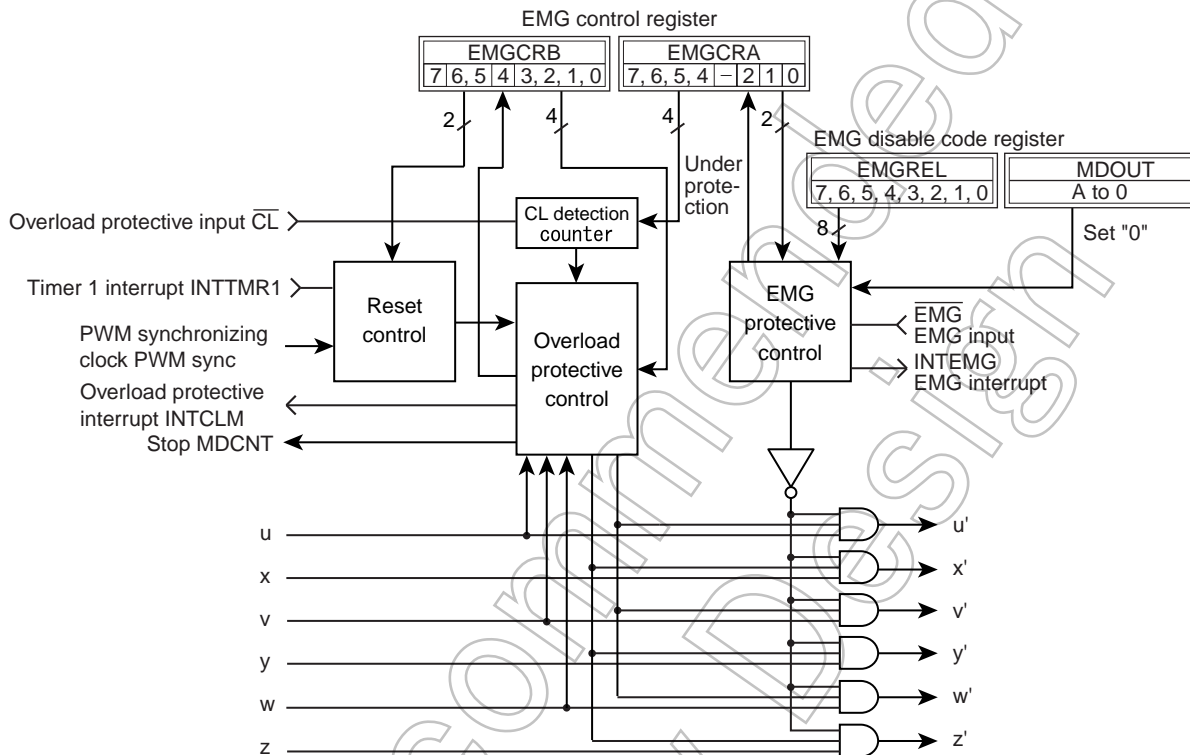 EMG control register
EMGCRB
7 6, 5 4 3, 2, 1, 0
EMGCRA
7, 6, 5, 4 – 2 1 0
2
4
4
2
EMG disable code register
EMGREL
7, 6, 5, 4, 3, 2, 1, 0
MDOUT
A to 0
8
Set "0"
Under
prote-
ction
Overload protective input C̅L̅
CL detection
counter
Timer 1 interrupt INTTMR1
PWM synchronizing
clock PWM sync
Reset
control
Overload
protective
control
EMG
protective
control
E̅M̅G̅
EMG input
INTEMG
EMG interrupt
Overload protective
interrupt INTCLM
Stop MDCNT
u
u'
x
x'
v
v'
y
y'
w
w'
z
z'